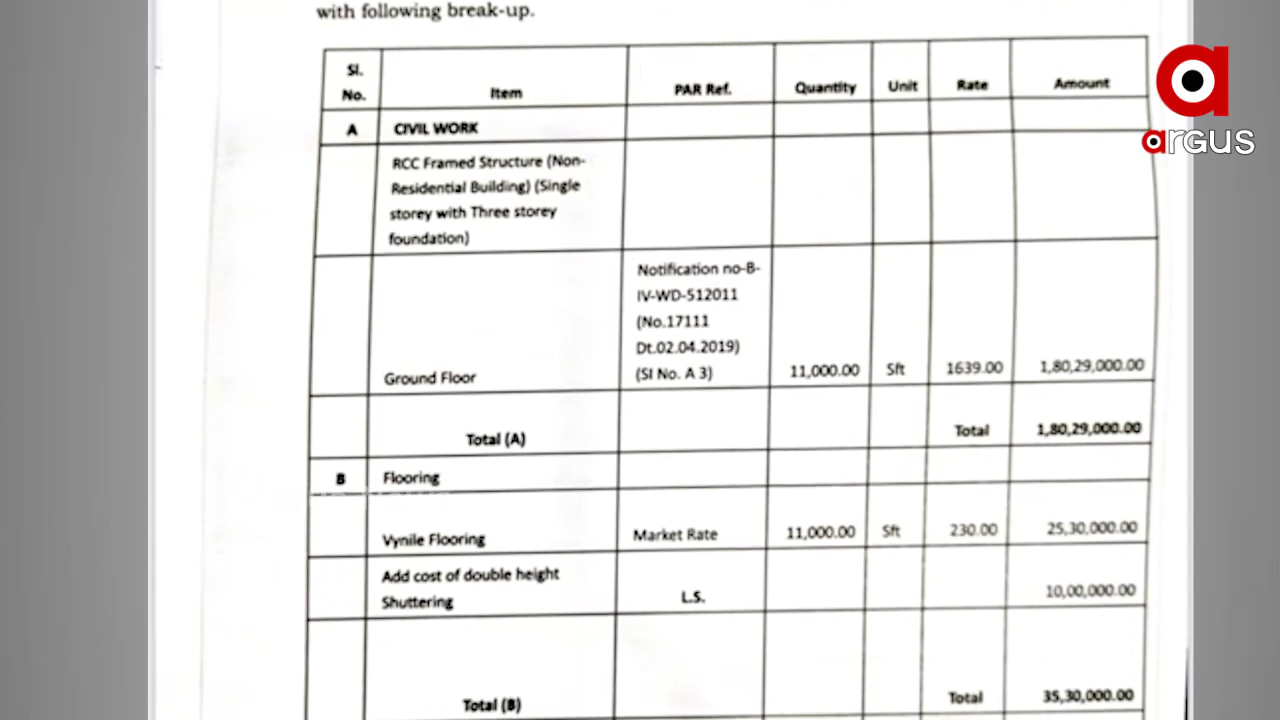 with following break-up.
Sl. No. Item PAR Ref. Quantity Unit Rate Amount
A CIVIL WORK
RCC Framed Structure (Non-
Residential Building) (Single
storey with Three storey
foundation)
Notification no-B-
IV-WD-512011
(No.17111
Dt.02.04.2019)
Ground Floor (SI No. A 3) 11,000.00 Sft 1639.00 1,80,29,000.00
Total (A) Total 1,80,29,000.00
B Flooring
Vynile Flooring Market Rate 11,000.00 Sft 230.00 25,30,000.00
Add cost of double height
Shuttering L.S. 10,00,000.00
Total (B) Total 35,30,000.00
a
argus